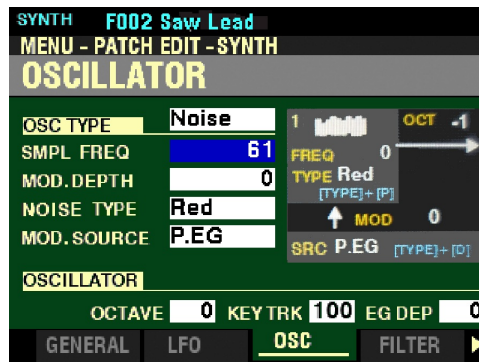 SYNTH F002 Saw Lead
MENU - PATCH EDIT - SYNTH
OSCILLATOR
OSC TYPE Noise
SMPL FREQ 61
MOD.DEPTH 0
NOISE TYPE Red
MOD.SOURCE P.EG
1 OCT -1
FREQ 0
TYPE Red
[TYPE]+[P]
MOD 0
SRC P.EG [TYPE]+[D]
OSCILLATOR
OCTAVE 0 KEY TRK 100 EG DEP 0
GENERAL LFO OSC FILTER